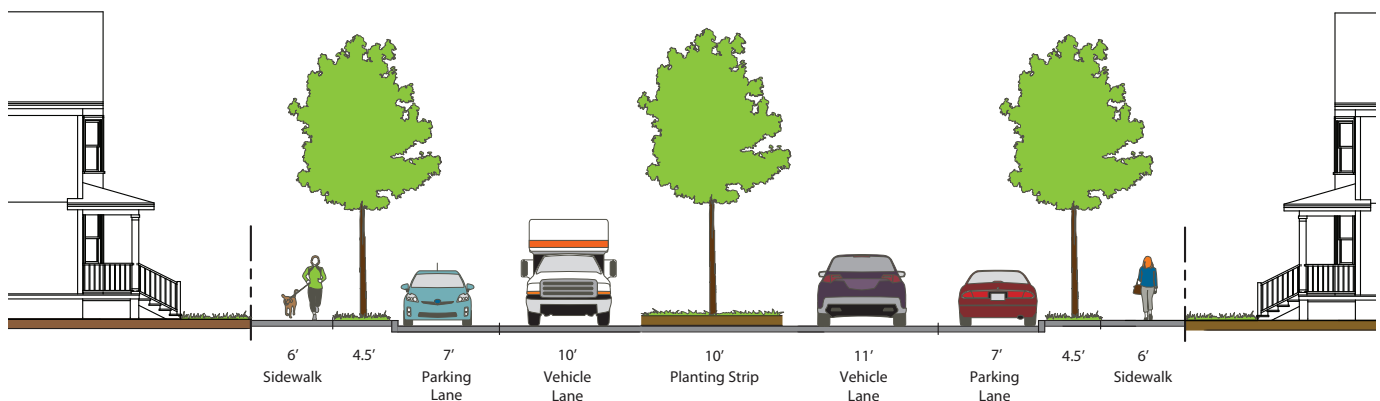 6’ 4.5’ 7’ 10’ 10’ 11’ 7’ 4.5’ 6’
Sidewalk Parking Vehicle Planting Strip Vehicle Parking Sidewalk
Lane Lane Lane Lane